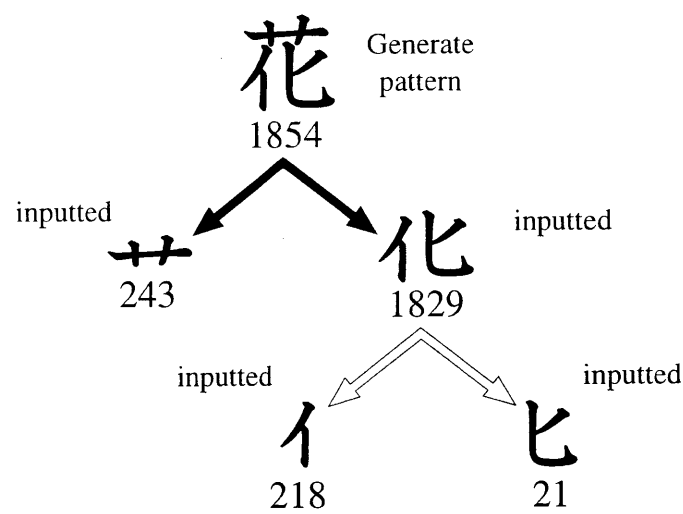 花
Generate
pattern
1854
inputted
艹
243
化
inputted
1829
inputted
亻
218
匕
inputted
21